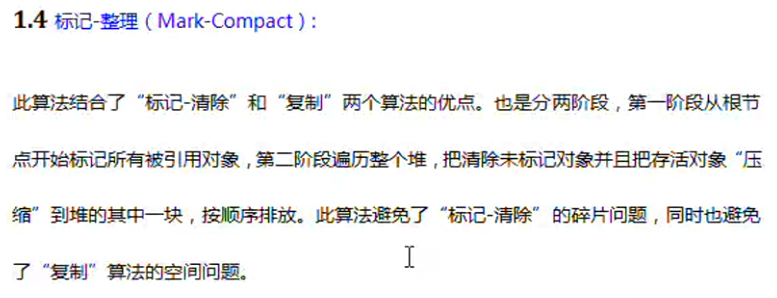 1.4 标记-整理（Mark-Compact）:
此算法结合了“标记-清除”和“复制”两个算法的优点。也是分两阶段，第一阶段从根节
点开始标记所有被引用对象，第二阶段遍历整个堆，把清除未标记对象并且把存活对象“压
缩”到堆的其中一块，按顺序排放。此算法避免了“标记-清除”的碎片问题，同时也避免
了“复制”算法的空间问题。